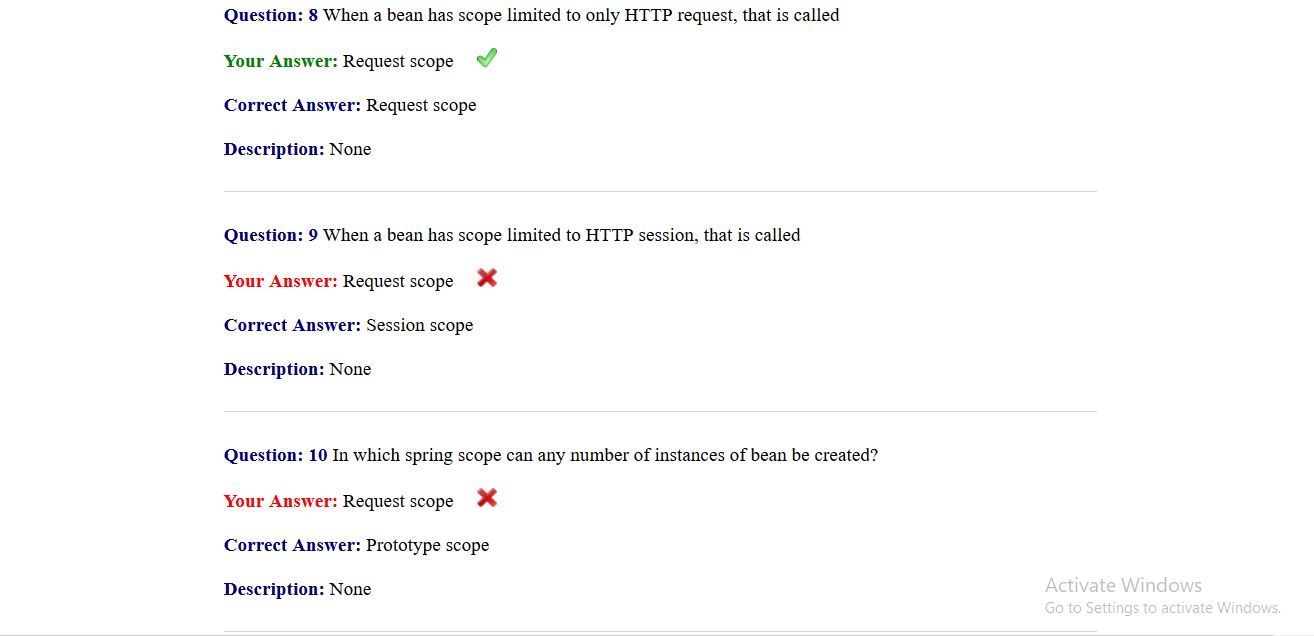 Question: 8 When a bean has scope limited to only HTTP request, that is called
Your Answer: Request scope
Correct Answer: Request scope
Description: None
Question: 9 When a bean has scope limited to HTTP session, that is called
Your Answer: Request scope
Correct Answer: Session scope
Description: None
Question: 10 In which spring scope can any number of instances of bean be created?
Your Answer: Request scope
Correct Answer: Prototype scope
Description: None
Activate Windows
Go to Settings to activate Windows.